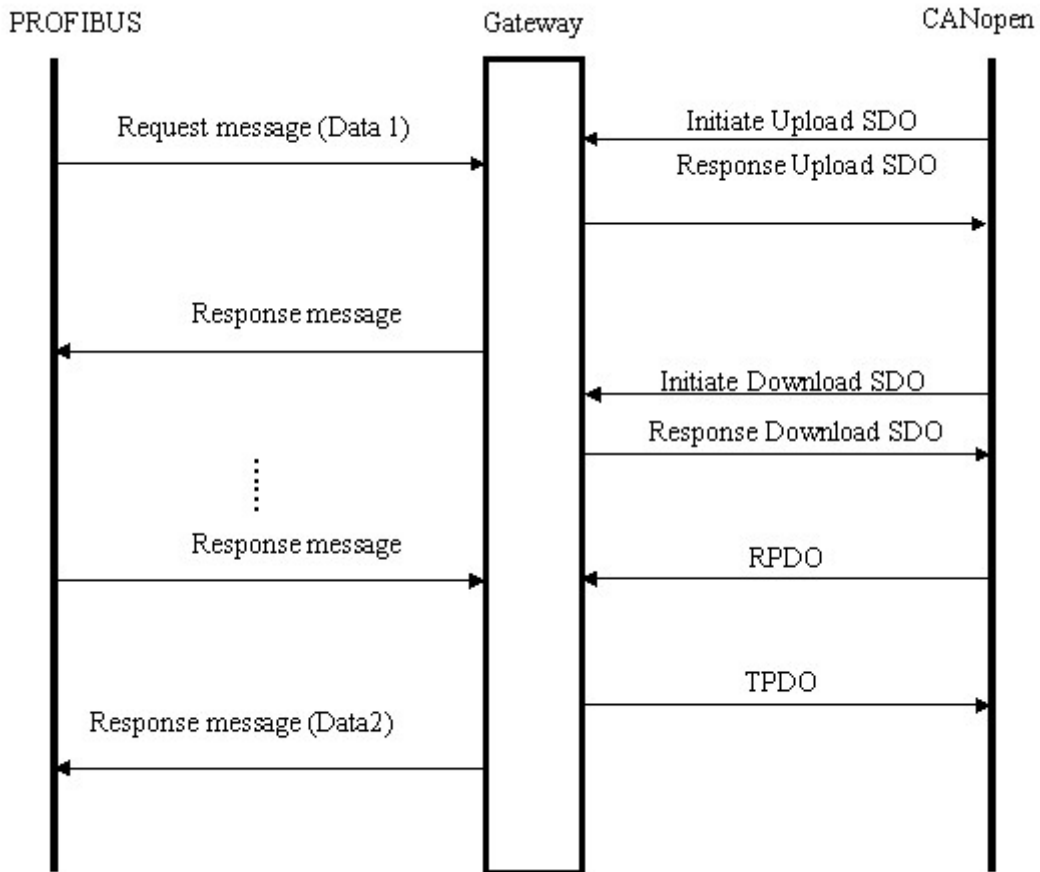 PROFIBUS
Gateway
CANopen
Request message (Data 1)
Initiate Upload SDO
Response Upload SDO
Response message
Initiate Download SDO
Response Download SDO
Response message
RPDO
TPDO
Response message (Data2)